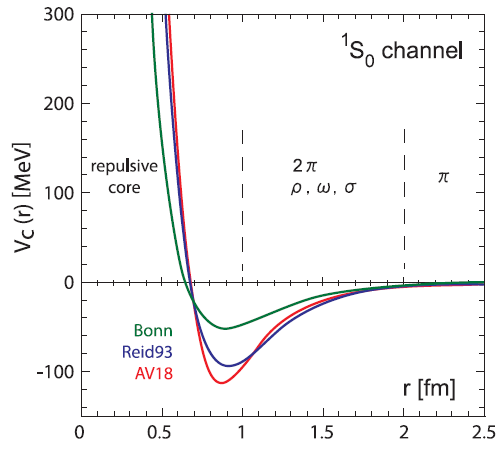 300
200
100
0
-100
V_C(r) [MeV]
¹S₀ channel
repulsive
core
2π
ρ, ω, σ
π
Bonn
Reid93
AV18
r [fm]
0 0.5 1 1.5 2 2.5